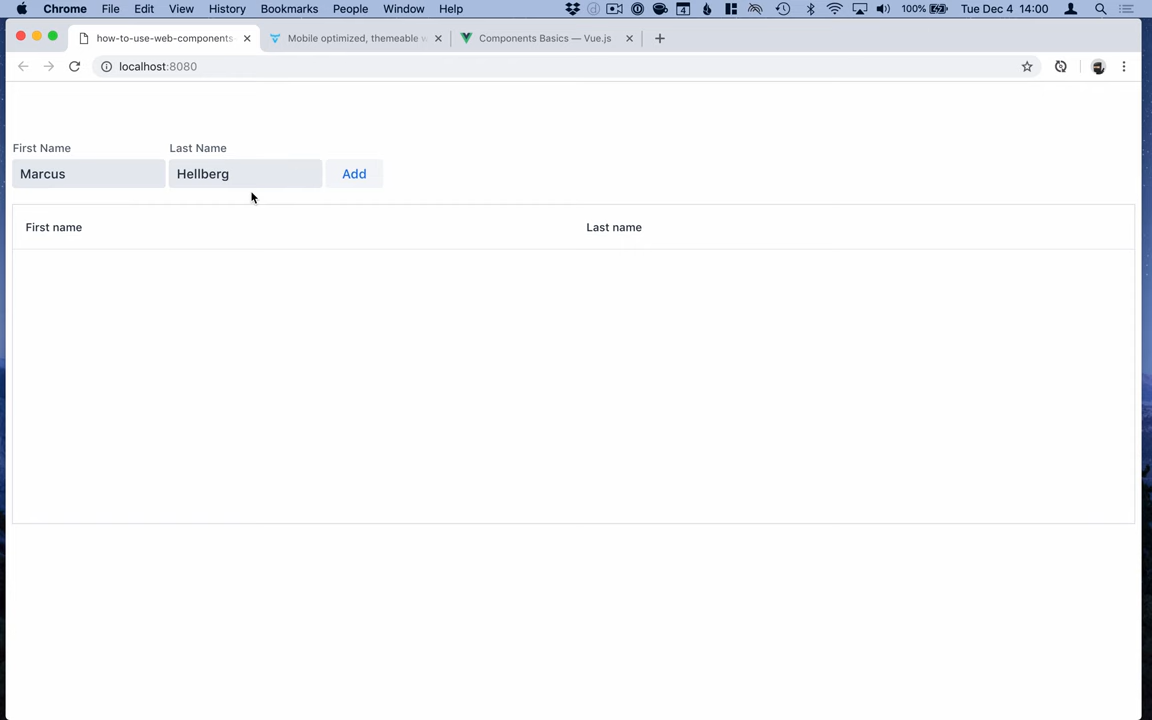 Chrome File Edit View History Bookmarks People Window Help 4 100% Tue Dec 4 14:00
how-to-use-web-components Mobile optimized, themeable w Components Basics — Vue.js
localhost:8080
First Name Last Name
Marcus Hellberg Add
First name Last name